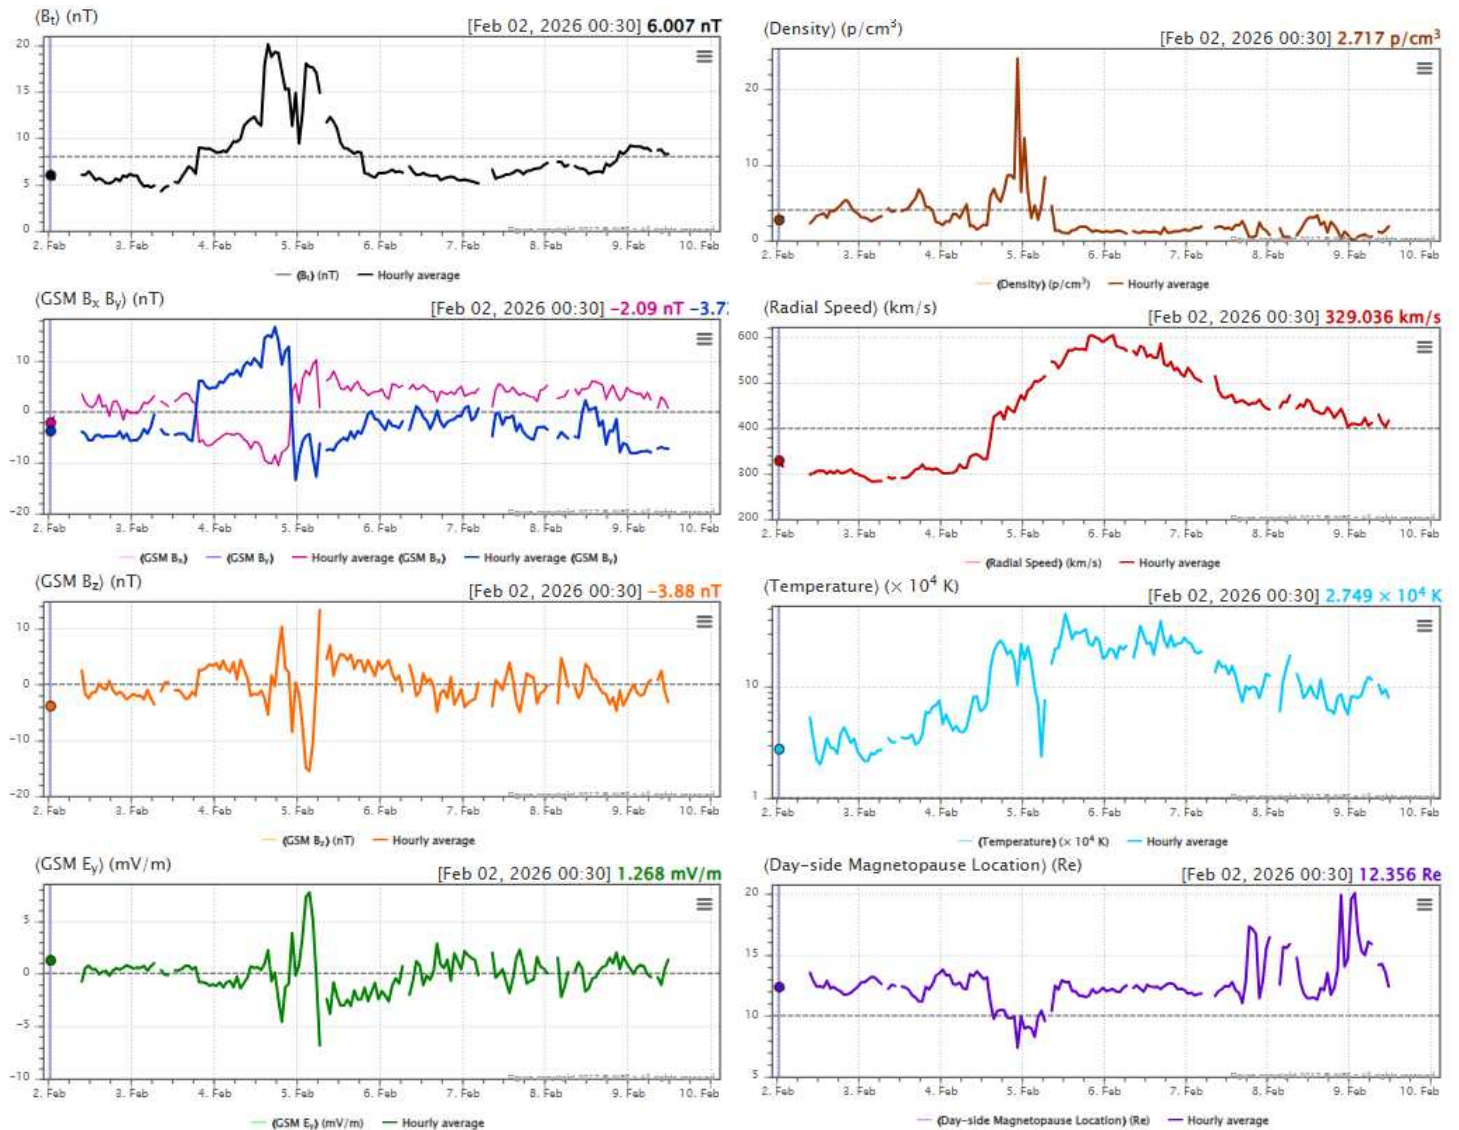 ⟨Bt⟩ (nT)
[Feb 02, 2026 00:30] 6.007 nT
20
15
10
5
0
2. Feb 3. Feb 4. Feb 5. Feb 6. Feb 7. Feb 8. Feb 9. Feb 10. Feb
⟨Bt⟩ (nT) Hourly average
⟨GSM Bx By⟩ (nT)
[Feb 02, 2026 00:30] −2.09 nT −3.7
10
0
−10
−20
2. Feb 3. Feb 4. Feb 5. Feb 6. Feb 7. Feb 8. Feb 9. Feb 10. Feb
⟨GSM Bx⟩ ⟨GSM By⟩ Hourly average ⟨GSM Bx⟩ Hourly average ⟨GSM By⟩
⟨GSM Bz⟩ (nT)
[Feb 02, 2026 00:30] −3.88 nT
10
0
−10
−20
2. Feb 3. Feb 4. Feb 5. Feb 6. Feb 7. Feb 8. Feb 9. Feb 10. Feb
⟨GSM Bz⟩ (nT) Hourly average
⟨GSM Ey⟩ (mV/m)
[Feb 02, 2026 00:30] 1.268 mV/m
5
0
−5
−10
2. Feb 3. Feb 4. Feb 5. Feb 6. Feb 7. Feb 8. Feb 9. Feb 10. Feb
⟨GSM Ey⟩ (mV/m) Hourly average
⟨Density⟩ (p/cm³)
[Feb 02, 2026 00:30] 2.717 p/cm³
20
10
0
2. Feb 3. Feb 4. Feb 5. Feb 6. Feb 7. Feb 8. Feb 9. Feb 10. Feb
⟨Density⟩ (p/cm³) Hourly average
⟨Radial Speed⟩ (km/s)
[Feb 02, 2026 00:30] 329.036 km/s
600
500
400
300
200
2. Feb 3. Feb 4. Feb 5. Feb 6. Feb 7. Feb 8. Feb 9. Feb 10. Feb
⟨Radial Speed⟩ (km/s) Hourly average
⟨Temperature⟩ (× 10⁴ K)
[Feb 02, 2026 00:30] 2.749 × 10⁴ K
10
1
2. Feb 3. Feb 4. Feb 5. Feb 6. Feb 7. Feb 8. Feb 9. Feb 10. Feb
⟨Temperature⟩ (× 10⁴ K) Hourly average
⟨Day−side Magnetopause Location⟩ (Re)
[Feb 02, 2026 00:30] 12.356 Re
20
15
10
5
2. Feb 3. Feb 4. Feb 5. Feb 6. Feb 7. Feb 8. Feb 9. Feb 10. Feb
⟨Day−side Magnetopause Location⟩ (Re) Hourly average